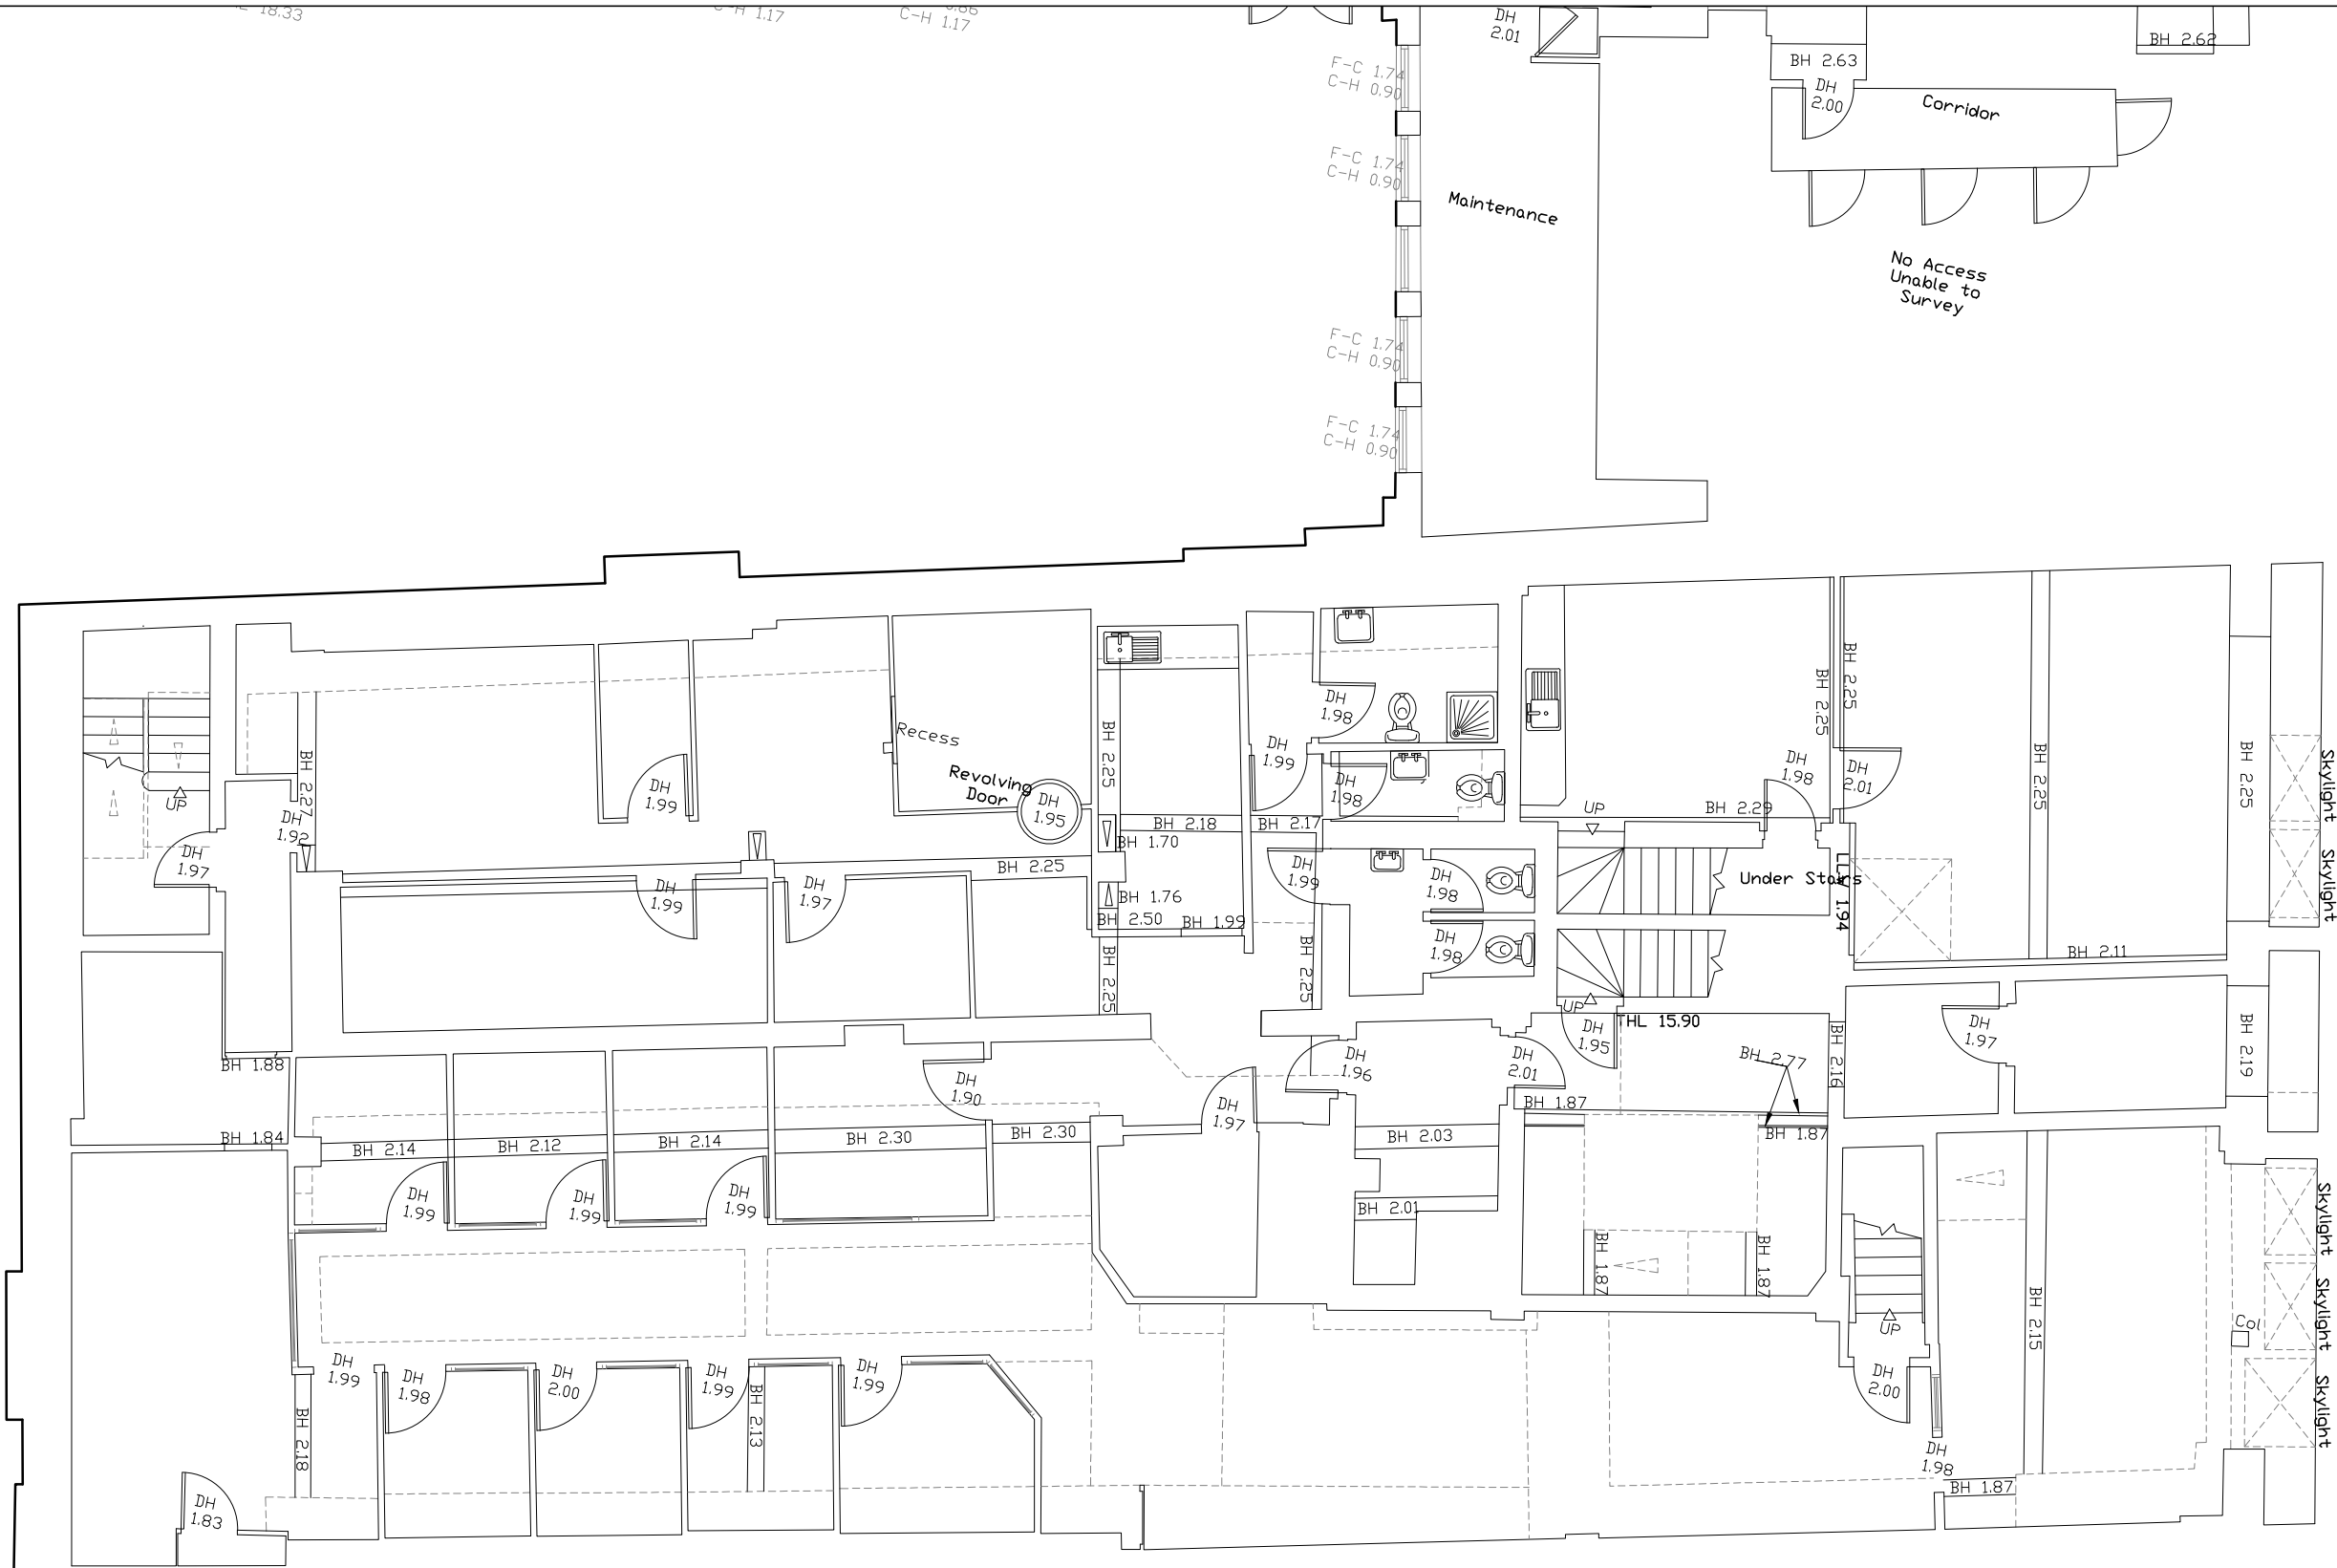 18.33
C-H 1.17
C-H 1.17
DH
2.01
BH 2.62
BH 2.63
DH
2.00
Corridor
F-C 1.74
C-H 0.90
F-C 1.74
C-H 0.90
Maintenance
No Access
Unable to
Survey
F-C 1.74
C-H 0.90
F-C 1.74
C-H 0.90
BH 2.27
DH
1.92
UP
DH
1.97
DH
1.99
Recess
Revolving
Door
DH
1.95
BH 2.25
DH
1.98
DH
1.99
DH
1.98
BH 2.18
BH 2.17
BH 1.70
BH 2.25
BH 2.25
DH
1.98
DH
2.01
UP
BH 2.29
BH 2.25
BH 2.25
Skylight
Skylight
DH
1.99
DH
1.97
BH 2.25
BH 1.76
BH 2.50
BH 1.99
DH
1.99
DH
1.98
DH
1.98
Under Stairs
1.94
BH 2.11
BH 2.25
BH 2.25
UP
THL 15.90
DH
1.95
BH 2.77
BH 2.16
DH
1.97
BH 2.19
BH 1.88
DH
1.90
DH
1.96
DH
2.01
DH
1.97
BH 1.87
BH 1.87
BH 1.84
BH 2.14
BH 2.12
BH 2.14
BH 2.30
BH 2.30
BH 2.03
BH 2.01
DH
1.99
DH
1.99
DH
1.99
BH 1.87
BH 1.87
Skylight
Skylight
Skylight
Col
BH 2.15
UP
DH
2.00
DH
1.99
DH
1.98
DH
2.00
DH
1.99
DH
1.99
BH 2.18
BH 2.13
DH
1.98
BH 1.87
DH
1.83